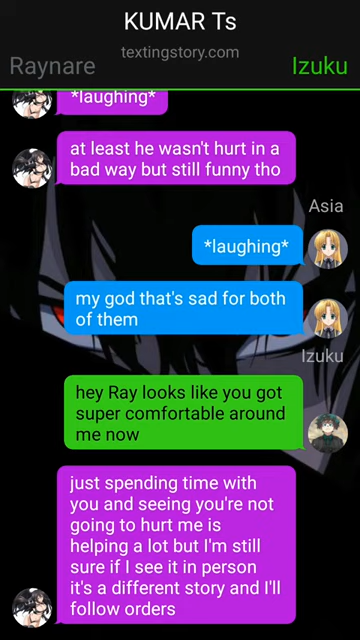 KUMAR Ts
textingstory.com
Raynare
Izuku
*laughing*
at least he wasn't hurt in a
bad way but still funny tho
Asia
*laughing*
my god that's sad for both
of them
Izuku
hey Ray looks like you got
super comfortable around
me now
just spending time with
you and seeing you're not
going to hurt me is
helping a lot but I'm still
sure if I see it in person
it's a different story and I'll
follow orders